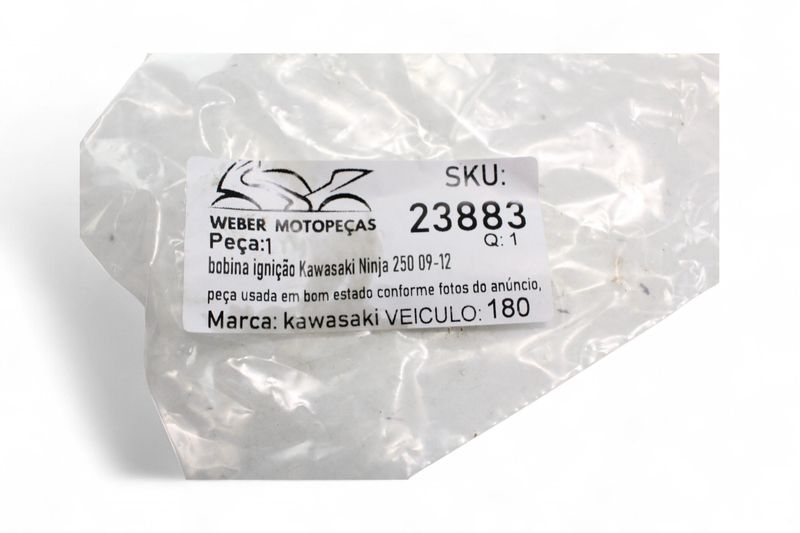 WEBER MOTOPEÇAS
SKU:
23883
Q: 1
Peça:1
bobina ignição Kawasaki Ninja 250 09-12
peça usada em bom estado conforme fotos do anúncio,
Marca: kawasaki VEICULO: 180